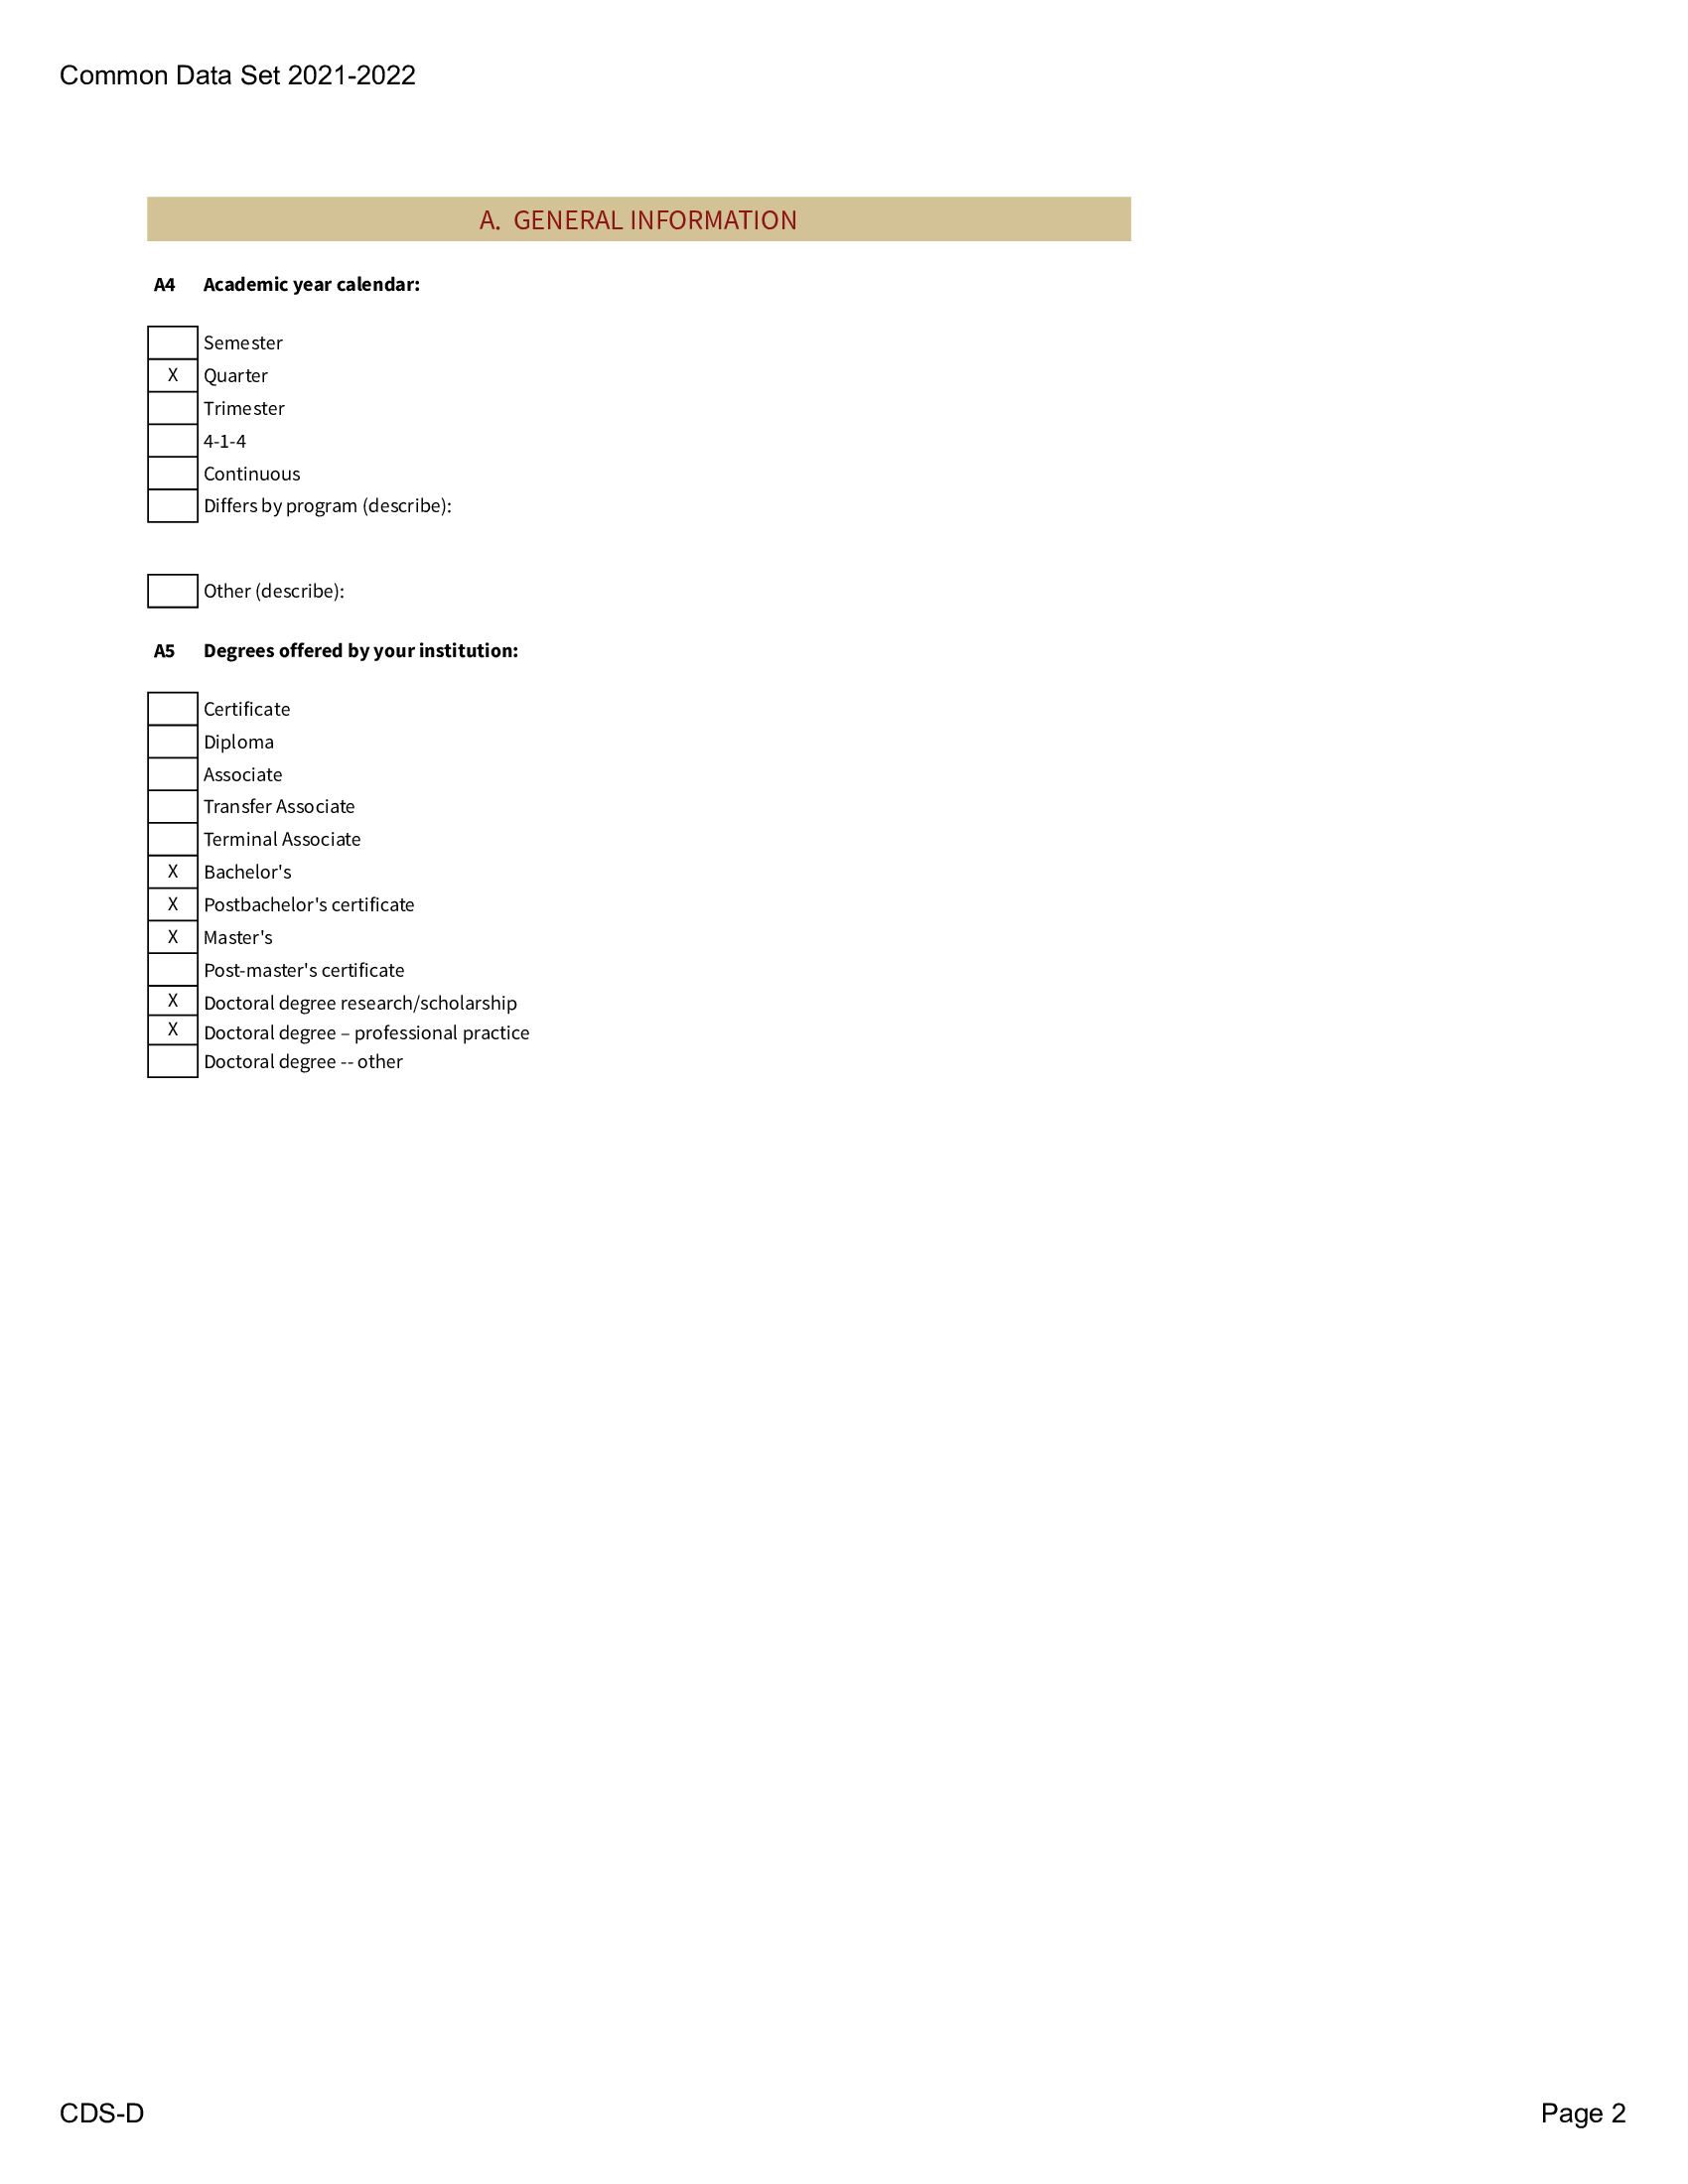 Common Data Set 2021-2022
A. GENERAL INFORMATION
A4 Academic year calendar:
Semester
X Quarter
Trimester
4-1-4
Continuous
Differs by program (describe):
Other (describe):
A5 Degrees offered by your institution:
Certificate
Diploma
Associate
Transfer Associate
Terminal Associate
X Bachelor's
X Postbachelor's certificate
X Master's
Post-master's certificate
X Doctoral degree research/scholarship
X Doctoral degree – professional practice
Doctoral degree -- other
CDS-D
Page 2